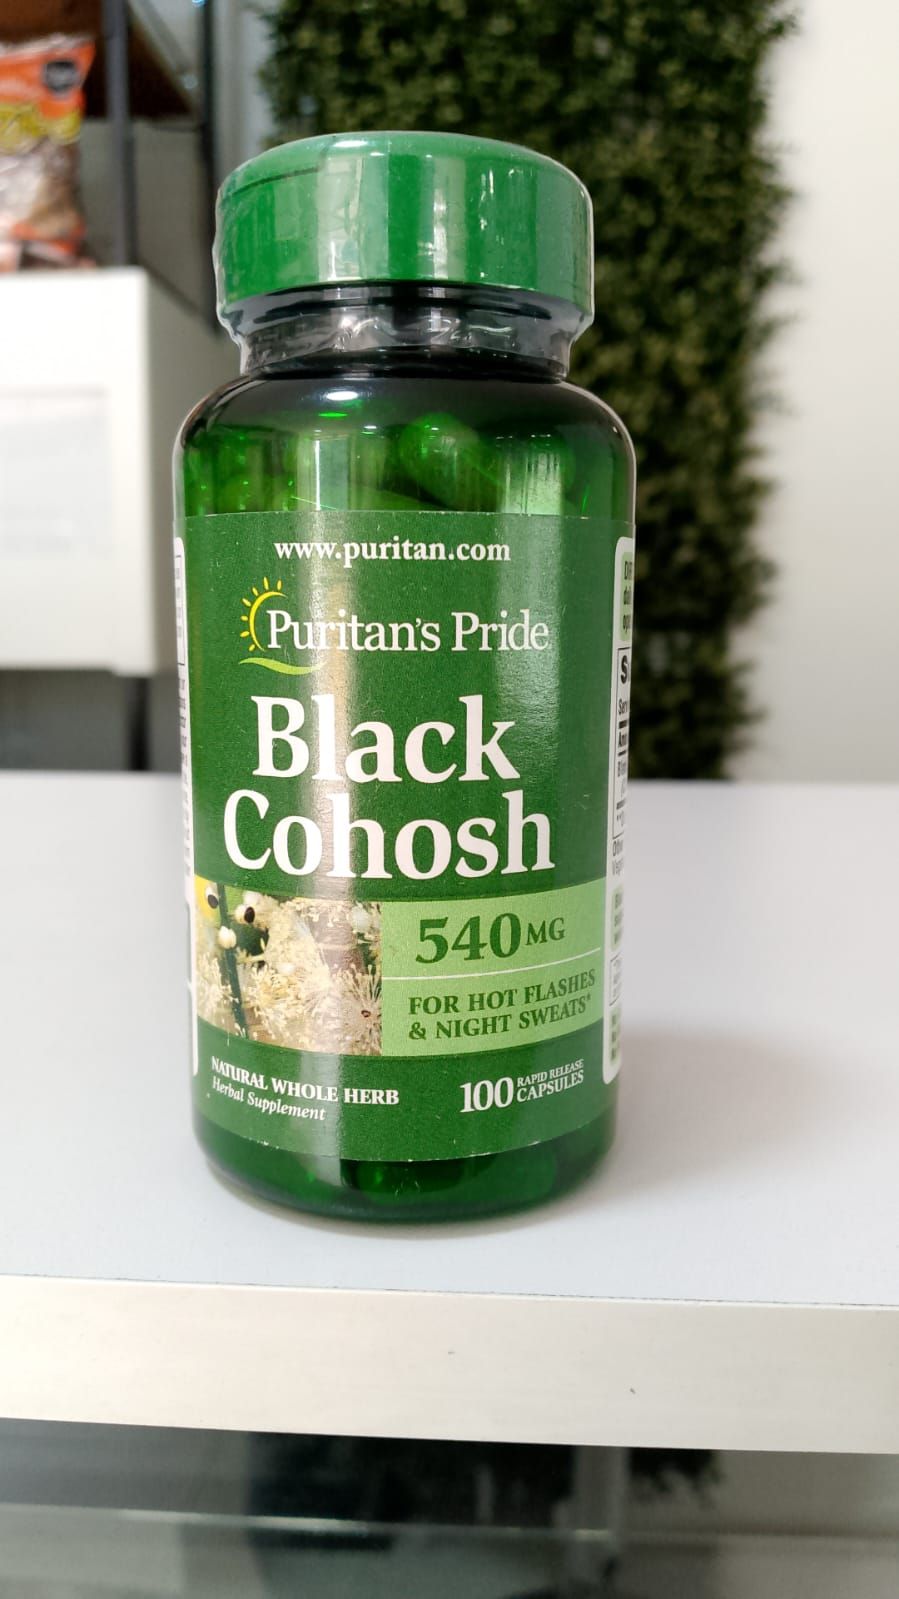 www.puritan.com
Puritan's Pride
Black
Cohosh
540 MG
FOR HOT FLASHES
& NIGHT SWEATS*
NATURAL WHOLE HERB
Herbal Supplement
100 RAPID RELEASE
CAPSULES